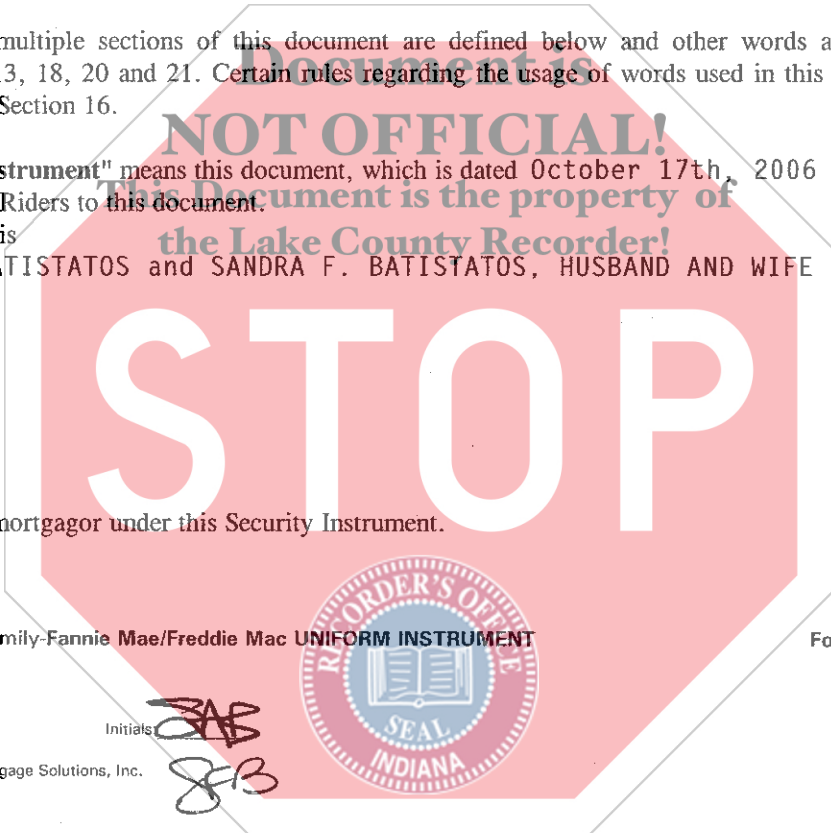 multiple sections of this document are defined below and other words a
Document is
3, 18, 20 and 21. Certain rules regarding the usage of words used in this
Section 16.
NOT OFFICIAL!
strument" means this document, which is dated October 17th, 2006
This Document is the property of
Riders to this document.
is
the Lake County Recorder!
ATISTATOS and SANDRA F. BATISTATOS, HUSBAND AND WIFE
STOP
mortgagor under this Security Instrument.
RECORDER'S OFFICE
mily-Fannie Mae/Freddie Mac UNIFORM INSTRUMENT
Fo
SEAL
INDIANA
Initials:
gage Solutions, Inc.
SFB